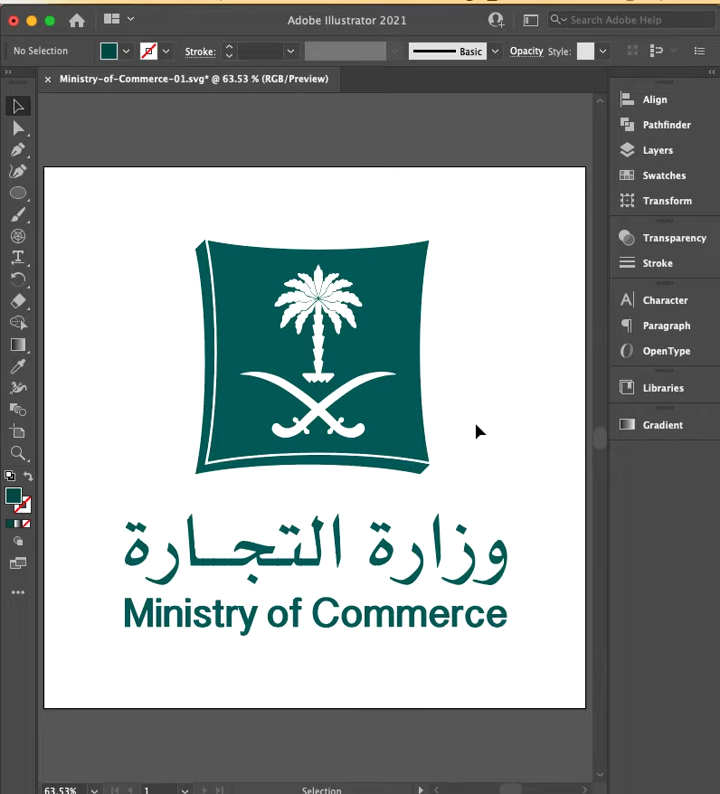 Adobe Illustrator 2021
Search Adobe Help
No Selection
Stroke:
Basic
Opacity
Style:
Ministry-of-Commerce-01.svg* @ 63.53 % (RGB/Preview)
Align
Pathfinder
Layers
Swatches
Transform
Transparency
Stroke
Character
Paragraph
OpenType
Libraries
Gradient
وزارة التجـارة
Ministry of Commerce
63.53%
1
Selection